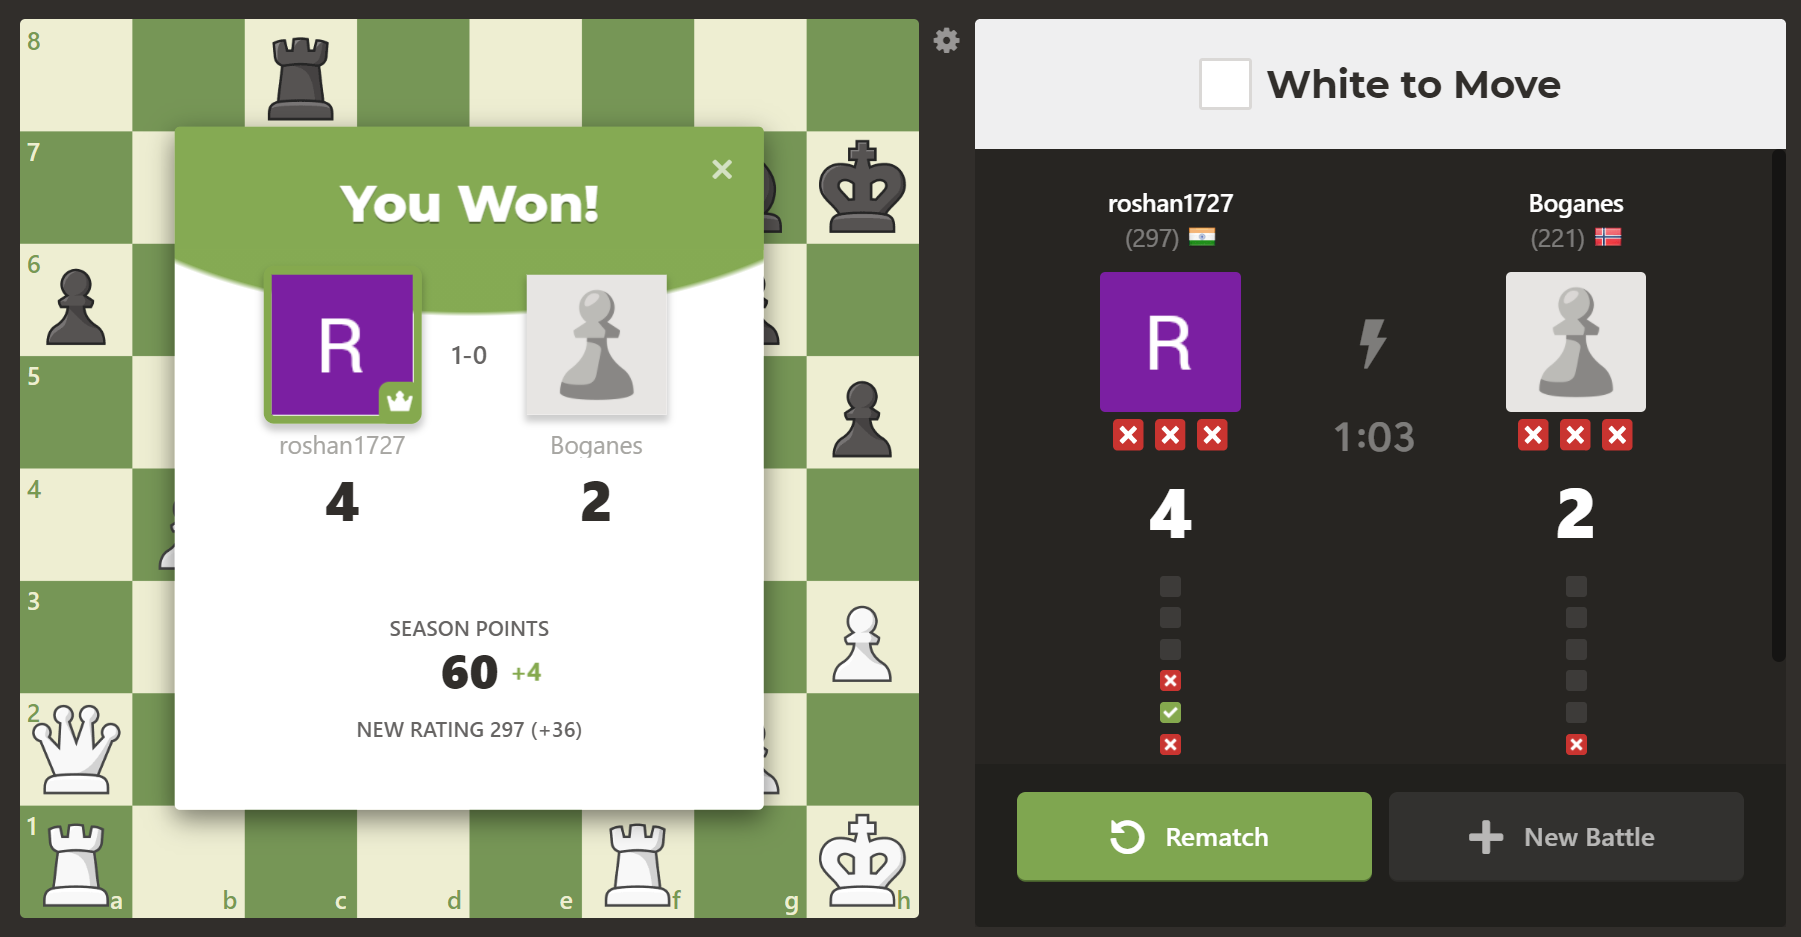 8
7
6
5
4
3
2
1
a
b
c
d
e
f
g
h
You Won!
R
1-0
roshan1727
Boganes
4
2
SEASON POINTS
60 +4
NEW RATING 297 (+36)
White to Move
roshan1727
(297)
Boganes
(221)
R
1:03
4
2
Rematch
New Battle